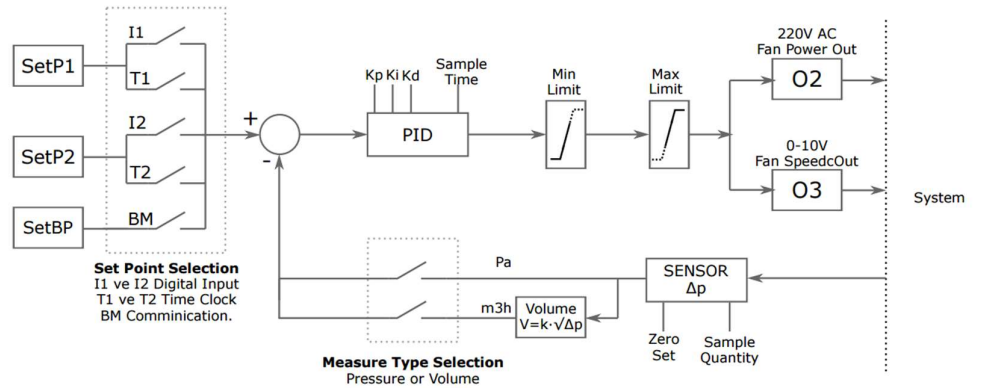 SetP1
SetP2
SetBP
I1
T1
I2
T2
BM
Set Point Selection
I1 ve I2 Digital Input
T1 ve T2 Time Clock
BM Comminication.
+
-
Kp Ki Kd
Sample
Time
PID
Min
Limit
Max
Limit
220V AC
Fan Power Out
O2
0-10V
Fan SpeedcOut
O3
System
Pa
m3h
Volume
V=k·√Δp
SENSOR
Δp
Zero
Set
Sample
Quantity
Measure Type Selection
Pressure or Volume